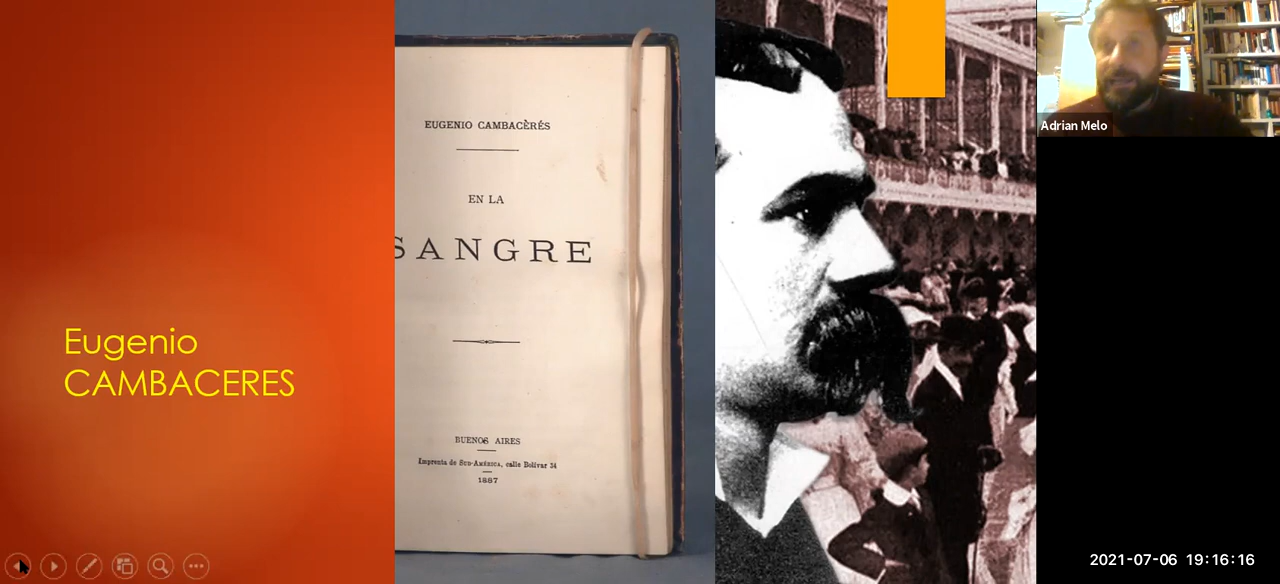 Eugenio
CAMBACERES
EUGENIO CAMBACÈRÉS
EN LA
SANGRE
BUENOS AIRES
Imprenta de Sud-América, calle Bolívar 34
1887
Adrian Melo
2021-07-06 19:16:16